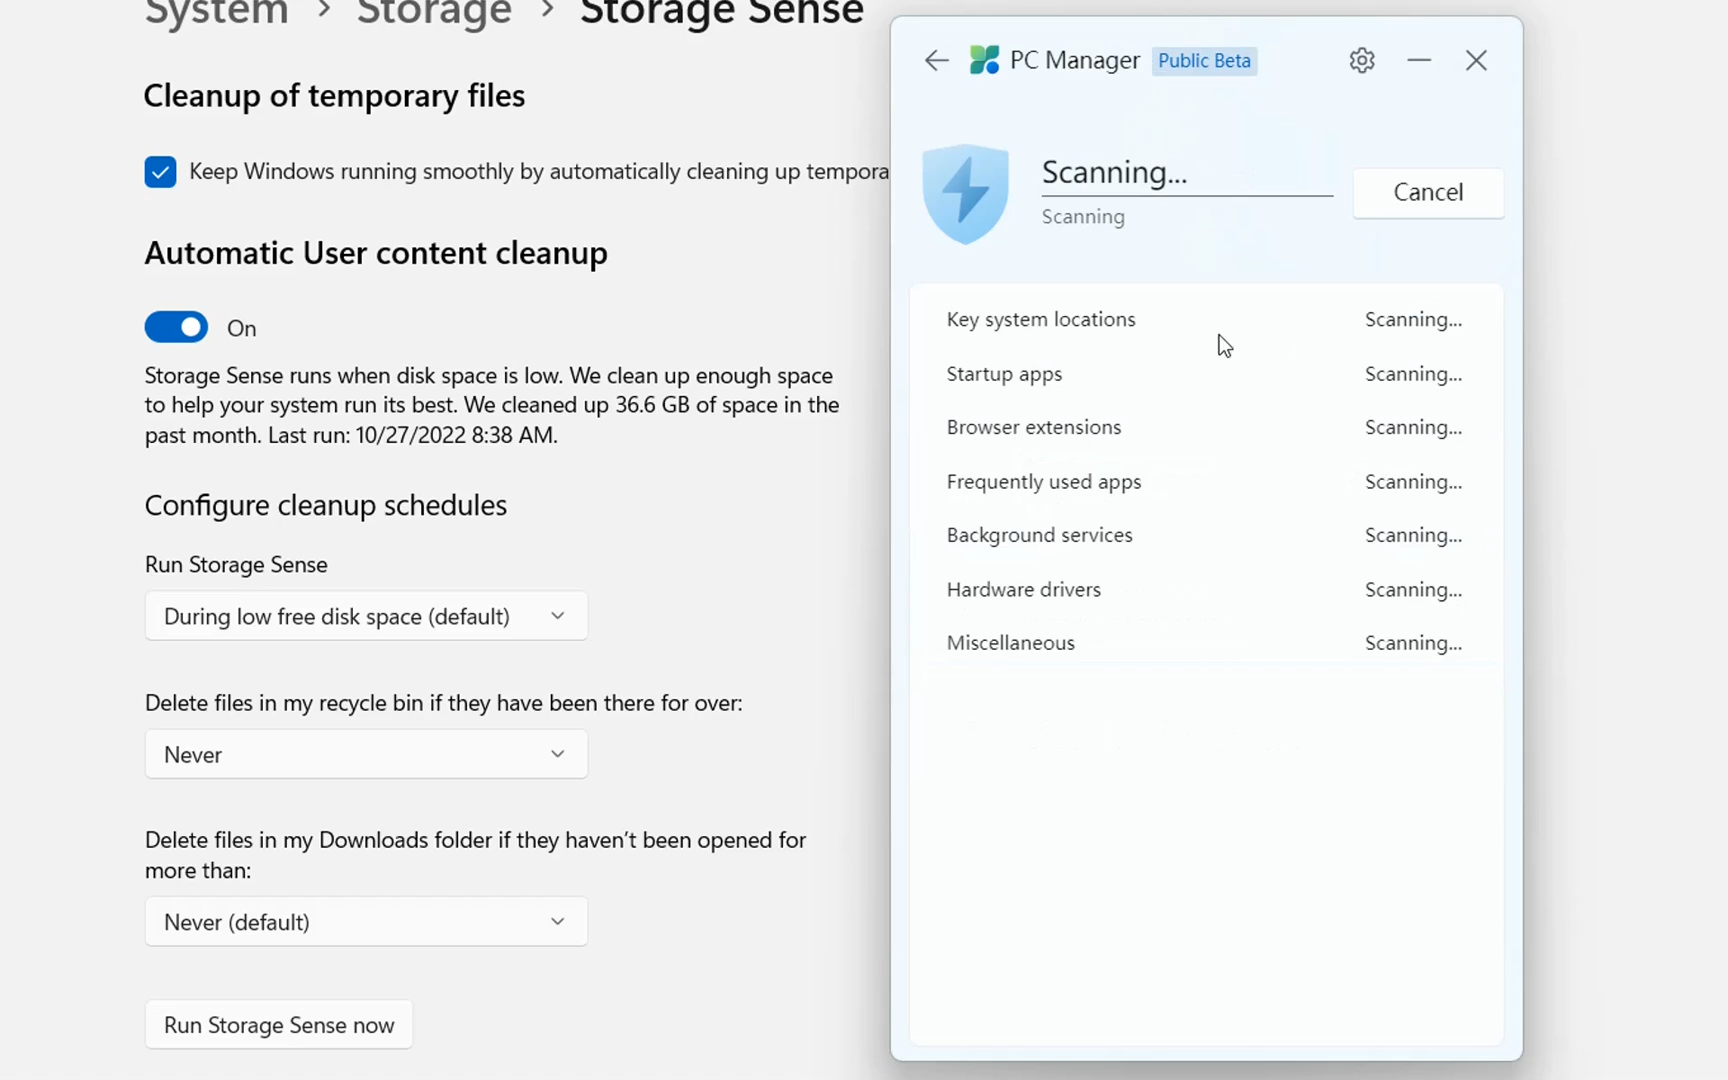 System > Storage > Storage Sense
Cleanup of temporary files
Keep Windows running smoothly by automatically cleaning up tempora
Automatic User content cleanup
On
Storage Sense runs when disk space is low. We clean up enough space
to help your system run its best. We cleaned up 36.6 GB of space in the
past month. Last run: 10/27/2022 8:38 AM.
Configure cleanup schedules
Run Storage Sense
During low free disk space (default)
Delete files in my recycle bin if they have been there for over:
Never
Delete files in my Downloads folder if they haven’t been opened for
more than:
Never (default)
Run Storage Sense now
PC Manager Public Beta
Scanning...
Scanning
Cancel
Key system locations Scanning...
Startup apps Scanning...
Browser extensions Scanning...
Frequently used apps Scanning...
Background services Scanning...
Hardware drivers Scanning...
Miscellaneous Scanning...